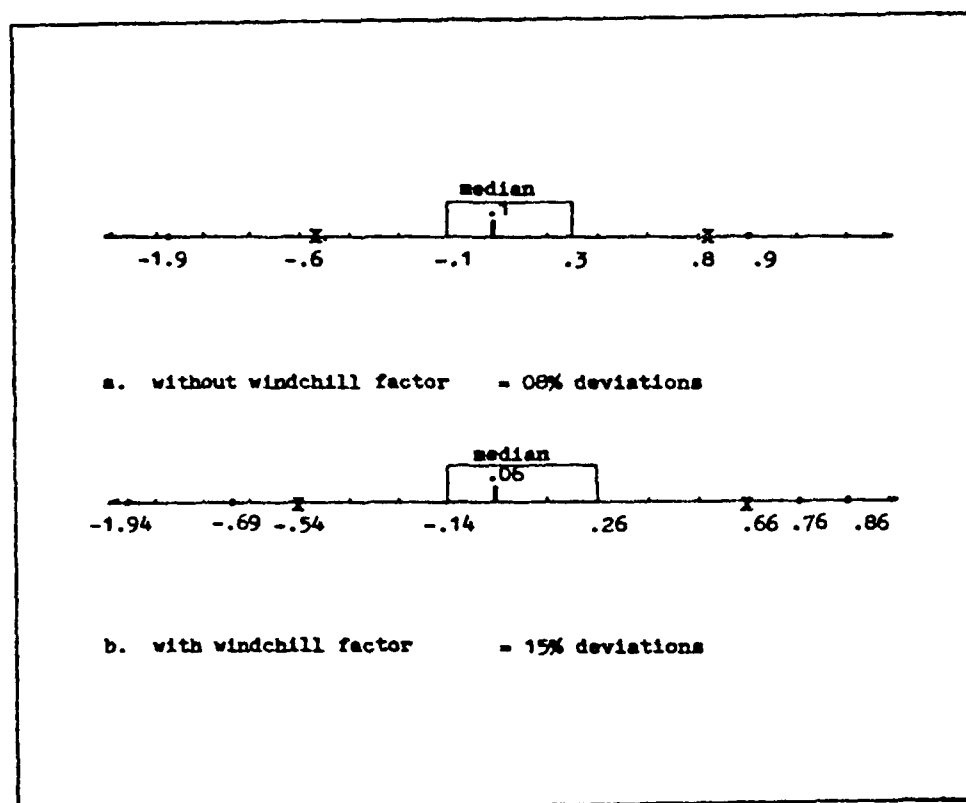 median
.1
-1.9 -.6 -.1 .3 .8 .9
a. without windchill factor = 08% deviations
median
.06
-1.94 -.69 -.54 -.14 .26 .66 .76 .86
b. with windchill factor = 15% deviations